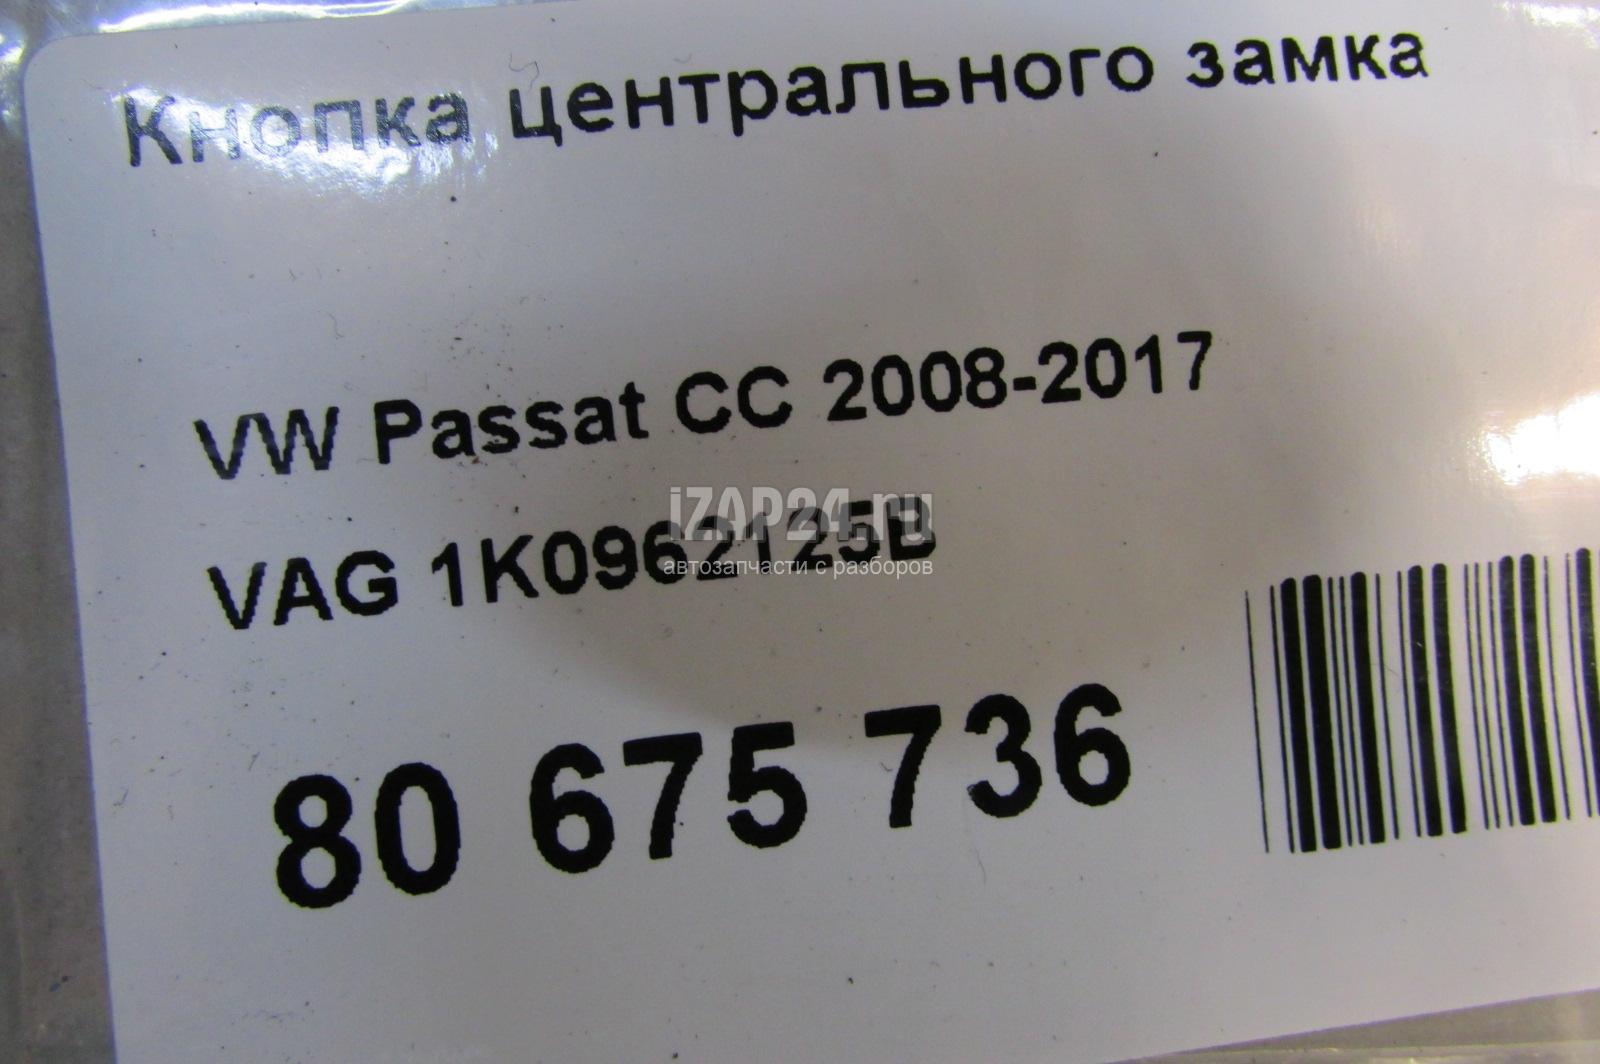 Кнопка центрального замка
VW Passat CC 2008-2017
VAG 1K0962125B
iZAP24.ru
автозапчасти с разборов
80 675 736